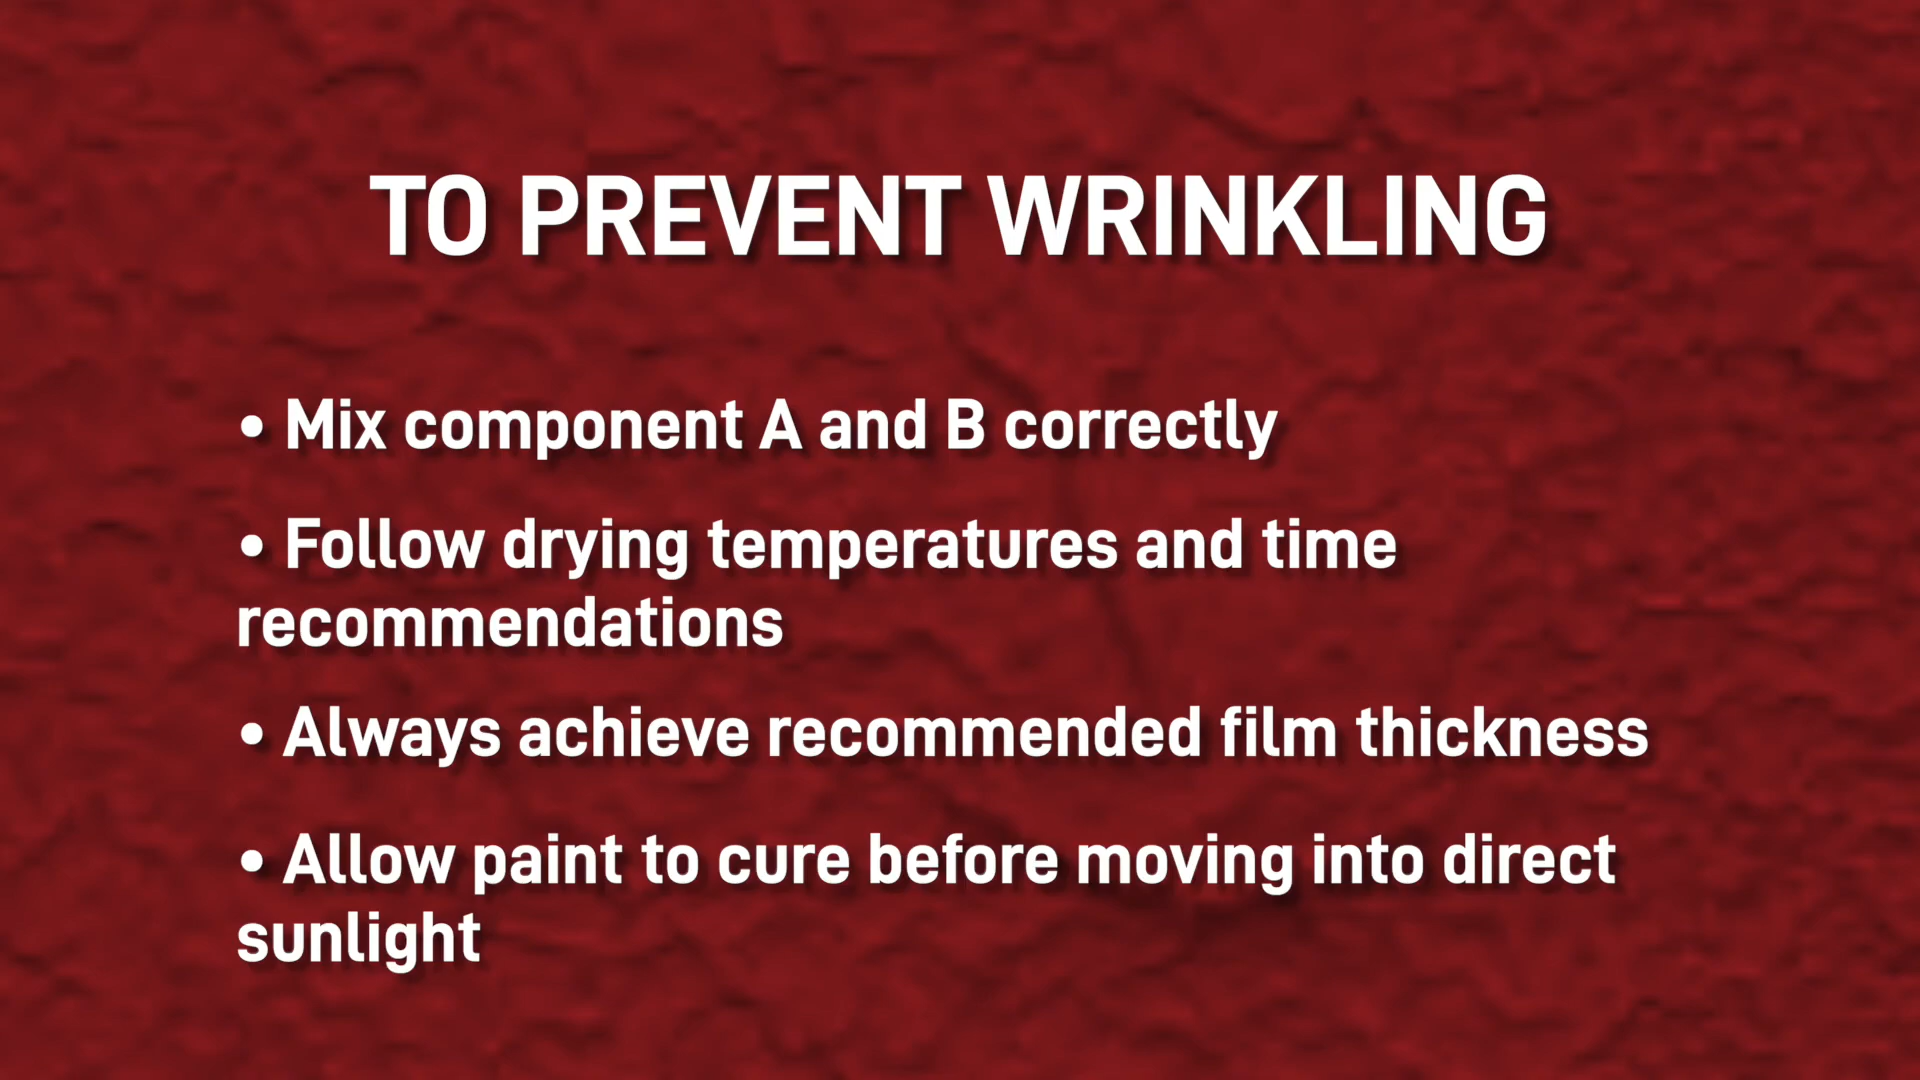 TO PREVENT WRINKLING
• Mix component A and B correctly
• Follow drying temperatures and time
recommendations
• Always achieve recommended film thickness
• Allow paint to cure before moving into direct
sunlight